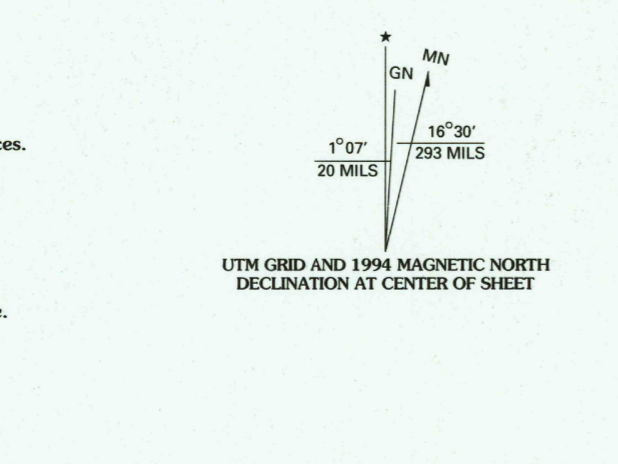 ★
MN
GN
ces.
16°30′
1°07′
293 MILS
20 MILS
UTM GRID AND 1994 MAGNETIC NORTH
DECLINATION AT CENTER OF SHEET
.